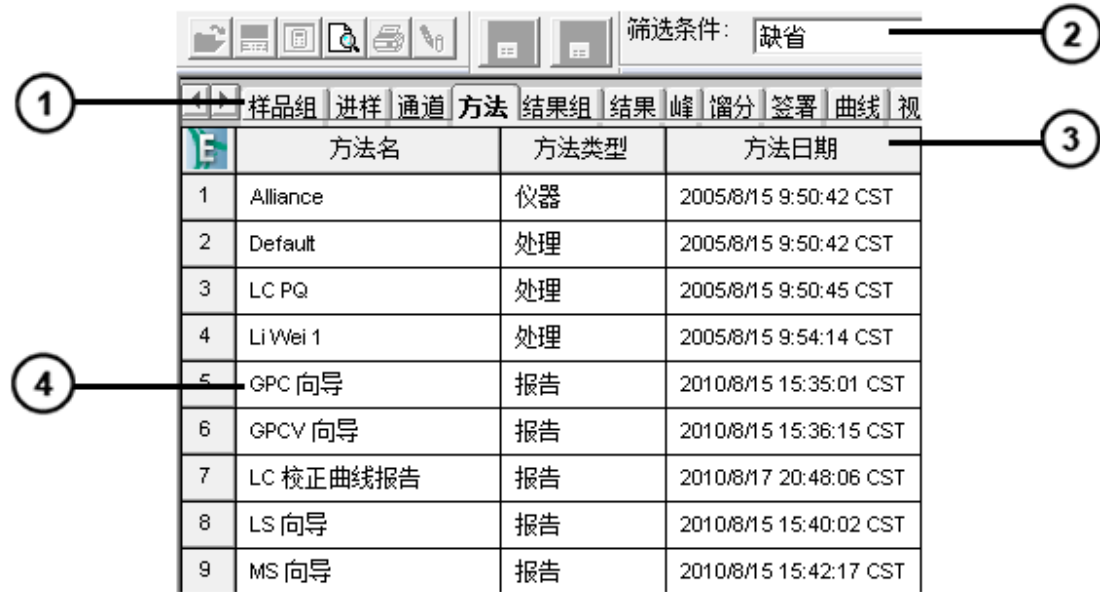 筛选条件: 缺省
2
1
样品组 进样 通道 方法 结果组 结果 峰 馏分 签署 曲线 视
方法名 方法类型 方法日期
3
1 Alliance 仪器 2005/8/15 9:50:42 CST
2 Default 处理 2005/8/15 9:50:42 CST
3 LC PQ 处理 2005/8/15 9:50:45 CST
4 Li Wei 1 处理 2005/8/15 9:54:14 CST
4
5 GPC 向导 报告 2010/8/15 15:35:01 CST
6 GPCV 向导 报告 2010/8/15 15:36:15 CST
7 LC 校正曲线报告 报告 2010/8/17 20:48:06 CST
8 LS 向导 报告 2010/8/15 15:40:02 CST
9 MS 向导 报告 2010/8/15 15:42:17 CST